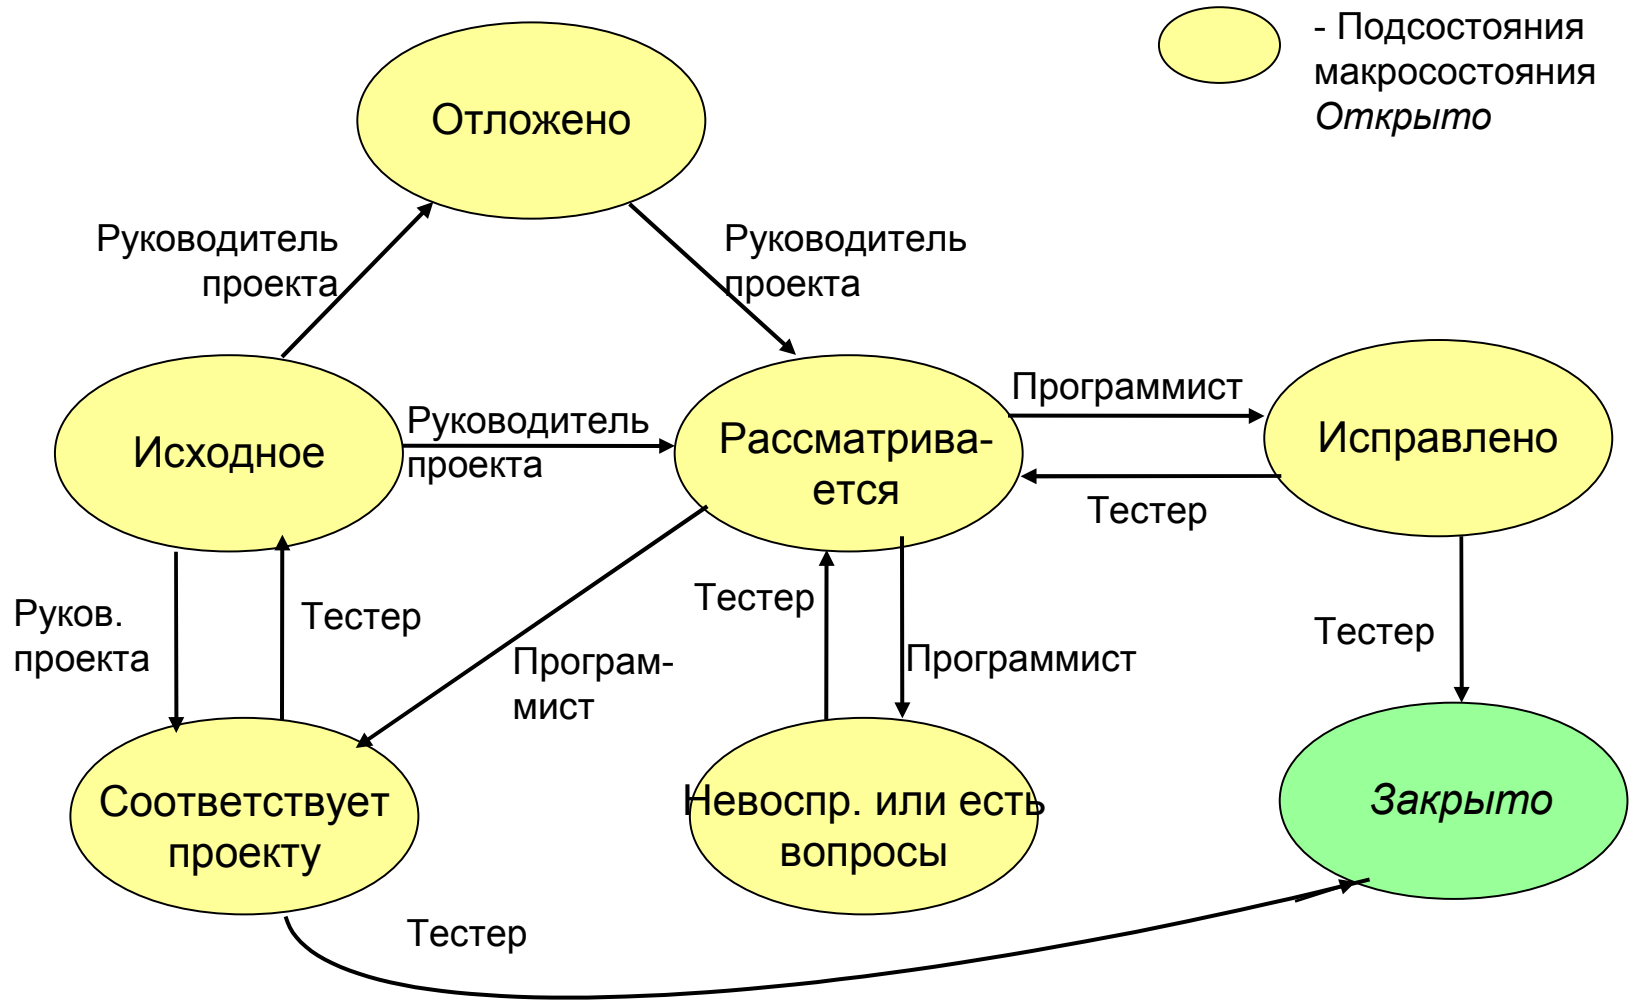 - Подсостояния
макросостояния
Открыто
Отложено
Руководитель
проекта
Руководитель
проекта
Исходное
Руководитель
проекта
Рассматрива-
ется
Программист
Исправлено
Тестер
Руков.
проекта
Тестер
Програм-
мист
Тестер
Программист
Тестер
Соответствует
проекту
Невоспр. или есть
вопросы
Закрыто
Тестер